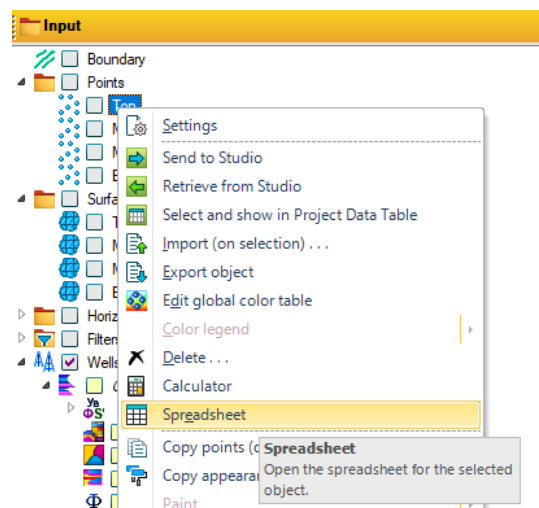 Input
Boundary
Points
Top
Settings
Send to Studio
Retrieve from Studio
Surfa
Select and show in Project Data Table
Import (on selection) . . .
Export object
Edit global color table
Horiz
Color legend
Filter
Wells
Delete . . .
Calculator
Spreadsheet
Copy points (
Spreadsheet
Open the spreadsheet for the selected
object.
Copy appeara
Paint